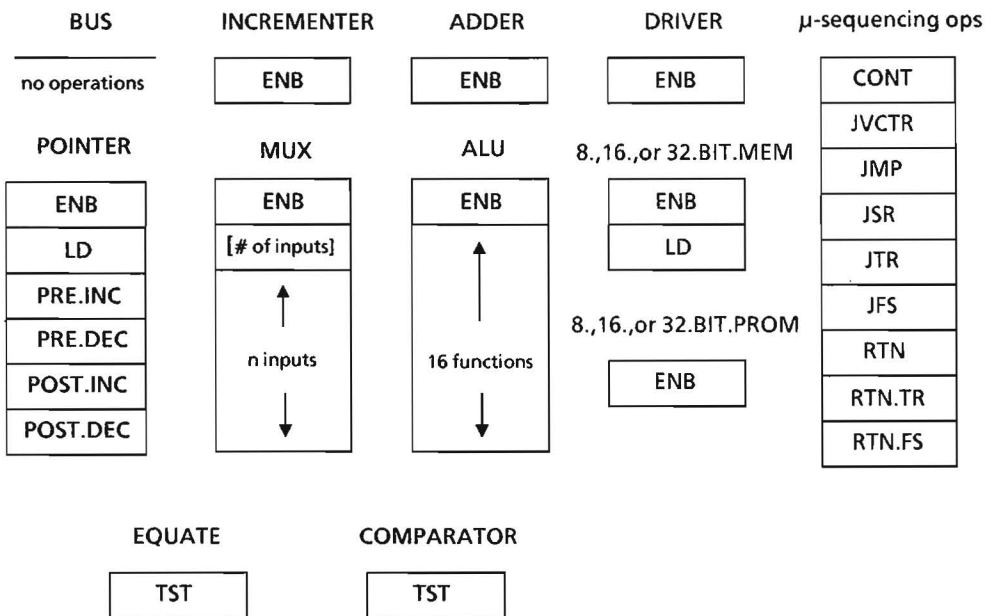 BUS
no operations
INCREMENTER
ENB
ADDER
ENB
DRIVER
ENB
µ-sequencing ops
CONT
JVCTR
JMP
JSR
JTR
JFS
RTN
RTN.TR
RTN.FS
POINTER
ENB
LD
PRE.INC
PRE.DEC
POST.INC
POST.DEC
MUX
ENB
[# of inputs]
n inputs
ALU
ENB
16 functions
8.,16.,or 32.BIT.MEM
ENB
LD
8.,16.,or 32.BIT.PROM
ENB
EQUATE
TST
COMPARATOR
TST